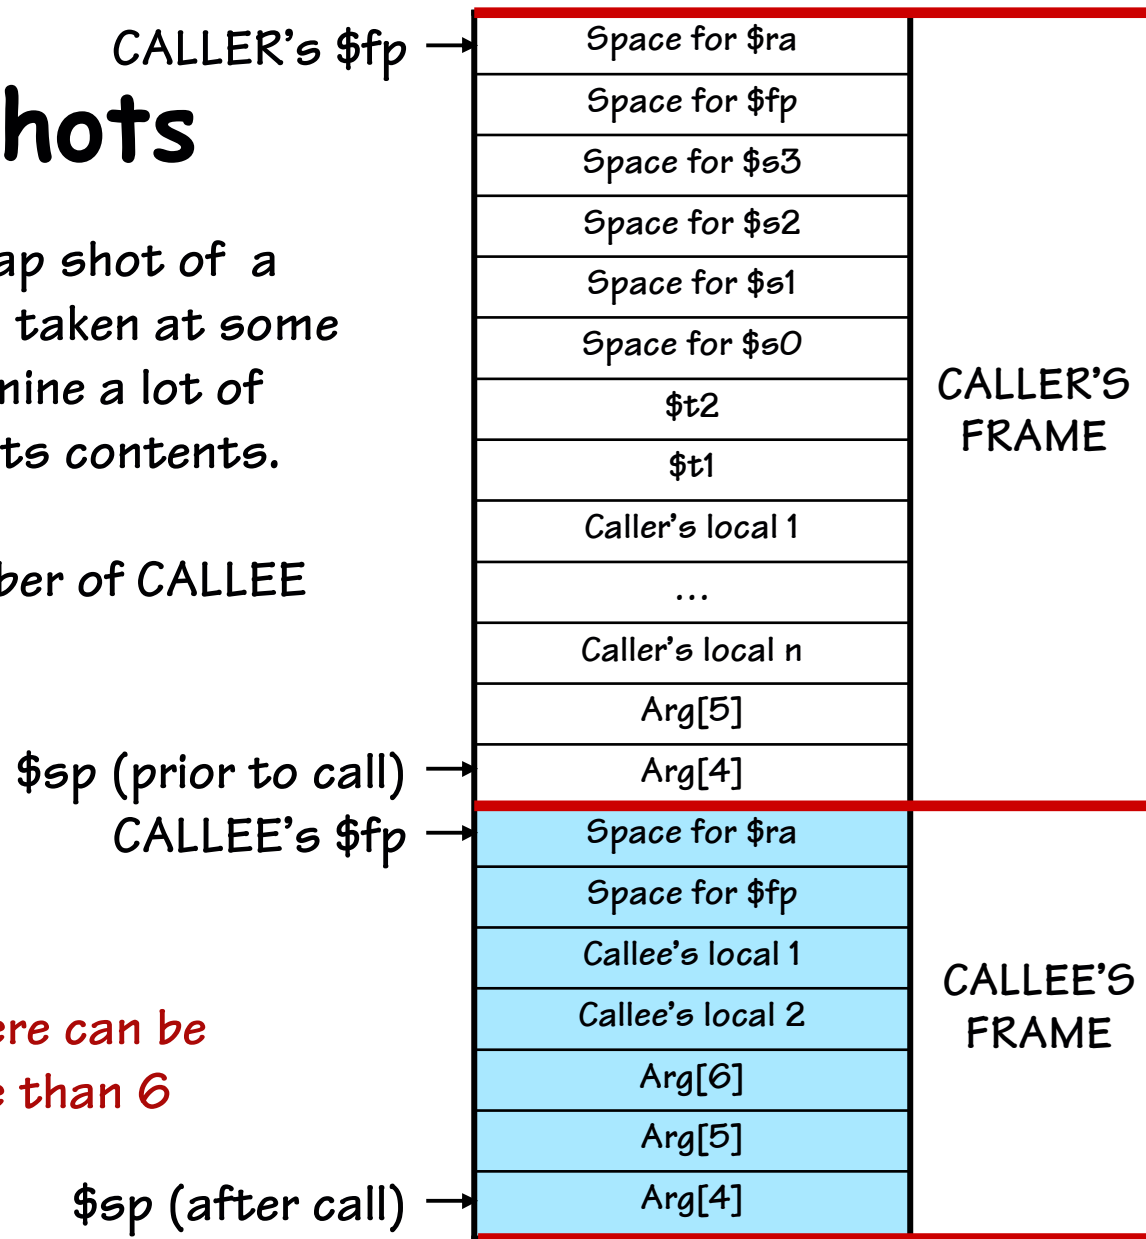 CALLER's $fp
hots
ap shot of a
taken at some
nine a lot of
ts contents.
ber of CALLEE
$sp (prior to call)
CALLEE's $fp
ere can be
e than 6
$sp (after call)
Space for $ra
Space for $fp
Space for $s3
Space for $s2
Space for $s1
Space for $s0
$t2
$t1
Caller's local 1
...
Caller's local n
Arg[5]
Arg[4]
Space for $ra
Space for $fp
Callee's local 1
Callee's local 2
Arg[6]
Arg[5]
Arg[4]
CALLER'S
FRAME
CALLEE'S
FRAME